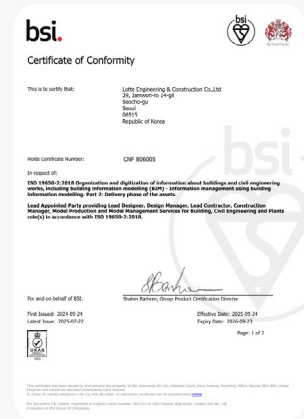 bsi.
bsi
By Royal Charter
Certificate of Conformity
This is to certify that:
Lotte Engineering & Construction Co.,Ltd
29, Jamwon-ro 14-gil
Seocho-gu
Seoul
06515
Republic of Korea
Holds Certificate Number:
CNP 806005
In respect of:
ISO 19650-2:2018 Organization and digitization of information about buildings and civil engineering
works, including building information modelling (BIM) - Information management using building
information modelling. Part 2: Delivery phase of the assets.
Lead Appointed Party providing Lead Designer, Design Manager, Lead Contractor, Construction
Manager, Model Production and Model Management Services for Building, Civil Engineering and Plants
role(s) in accordance with ISO 19650-2:2018.
For and on behalf of BSI:
Shahm Barhom, Group Product Certification Director
First Issued: 2024-09-24
Effective Date: 2025-09-24
Latest Issue: 2025-07-22
Expiry Date: 2026-09-23
Page: 1 of 2
UKAS